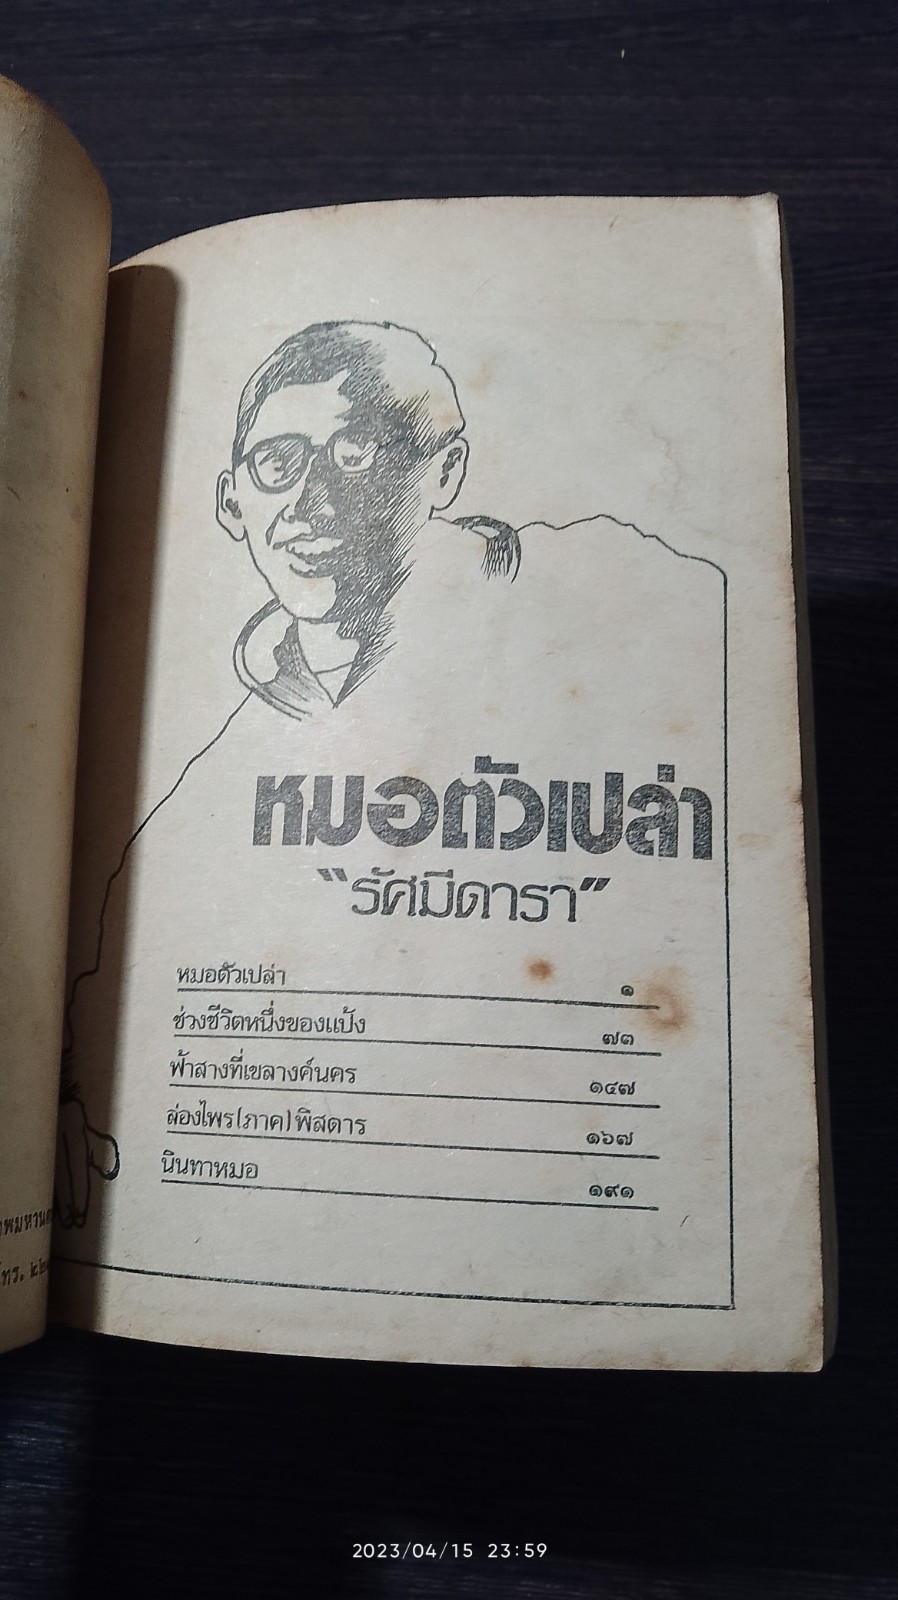 หมอตัวเปล่า
"รัศมีดารา"
หมอตัวเปล่า ๑
ช่วงชีวิตหนึ่งของแป้ง ๗๓
ฟ้าสางที่เขลางค์นคร ๑๔๗
ล่องไพร(ภาค)พิสดาร ๑๖๗
นินทาหมอ ๑๙๑
2023/04/15 23:59